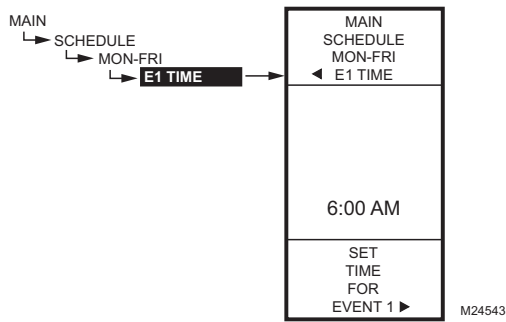 MAIN
SCHEDULE
MON-FRI
E1 TIME
MAIN
SCHEDULE
MON-FRI
◄ E1 TIME
6:00 AM
SET
TIME
FOR
EVENT 1 ►
M24543